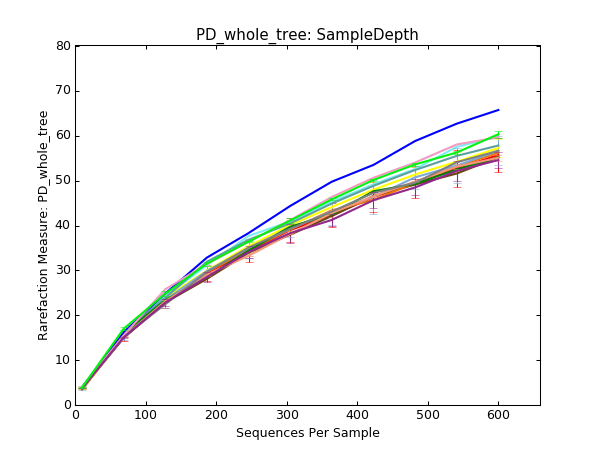 PD_whole_tree: SampleDepth
Rarefaction Measure: PD_whole_tree
80
70
60
50
40
30
20
10
0
0 100 200 300 400 500 600
Sequences Per Sample